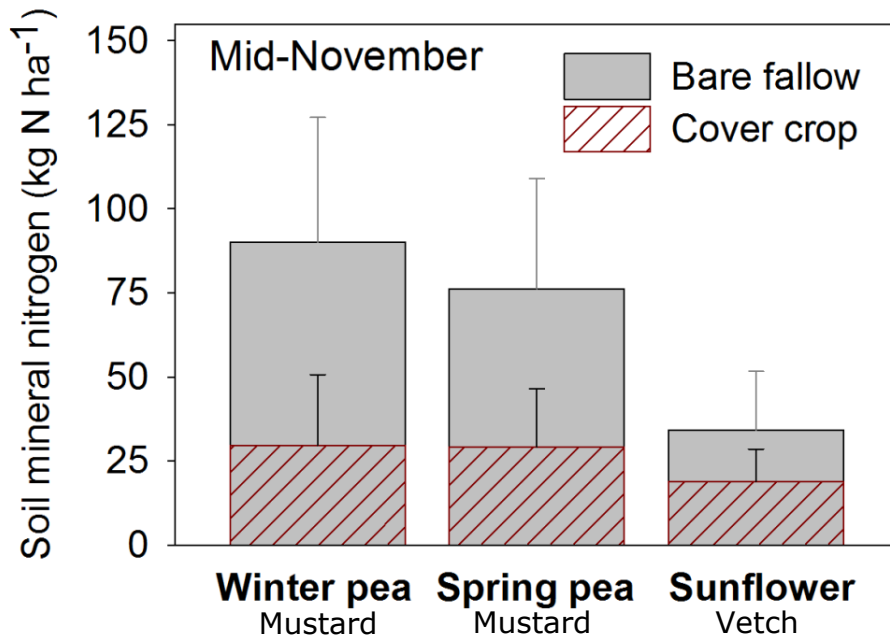 Soil mineral nitrogen (kg N ha⁻¹)
150
125
100
75
50
25
0
Mid-November
Bare fallow
Cover crop
Winter pea Spring pea Sunflower
Mustard Mustard Vetch